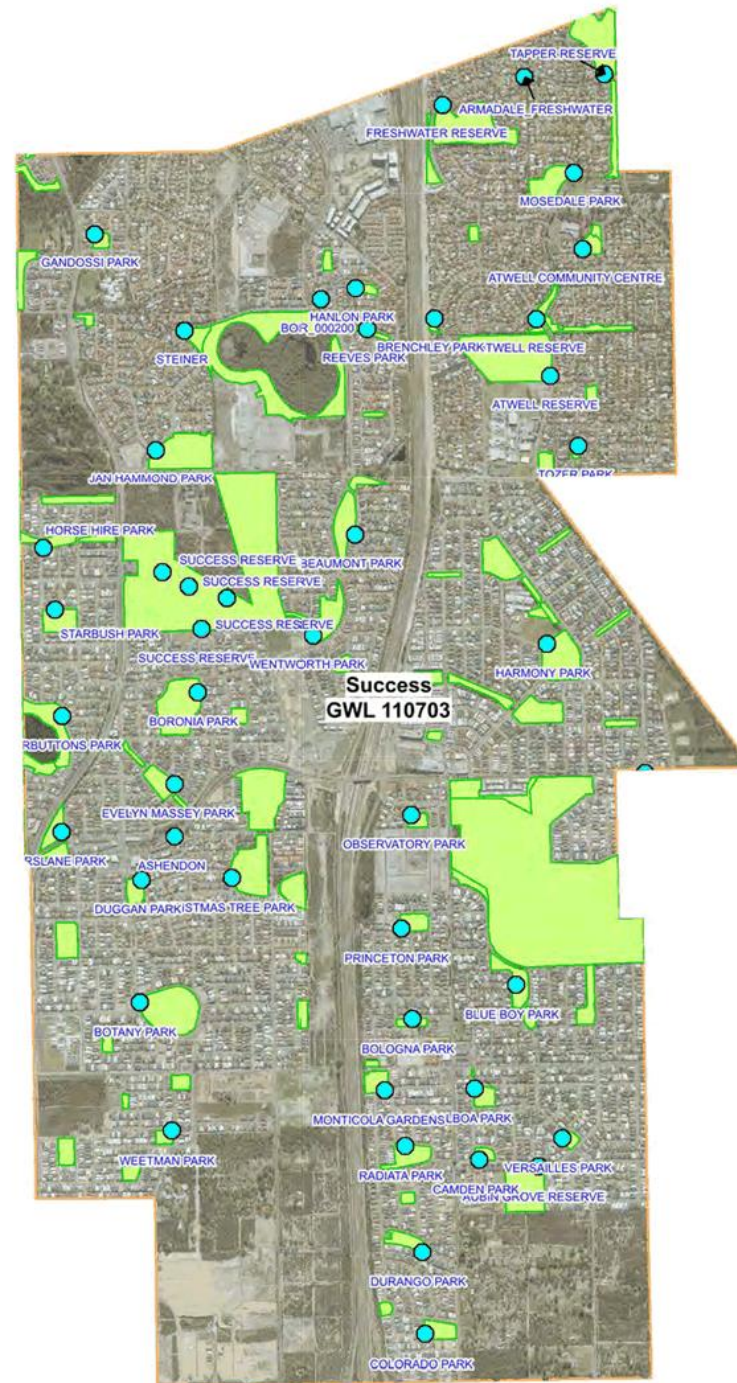 TAPPER RESERVE
ARMADALE_FRESHWATER
FRESHWATER RESERVE
MOSEDALE PARK
GANDOSSI PARK
ATWELL COMMUNITY CENTRE
HANLON PARK
BOR_000200
STEINER
REEVES PARK
BRENCHLEY PARK
TWELL RESERVE
ATWELL RESERVE
JAN HAMMOND PARK
TOZER PARK
HORSE HIRE PARK
SUCCESS RESERVE
BEAUMONT PARK
SUCCESS RESERVE
STARBUSH PARK
SUCCESS RESERVE
SUCCESS RESERVE
WENTWORTH PARK
HARMONY PARK
Success
GWL 110703
BORONIA PARK
RBUTTONS PARK
EVELYN MASSEY PARK
OBSERVATORY PARK
RSLANE PARK
ASHENDON
DUGGAN PARK
ISTMAS TREE PARK
PRINCETON PARK
BLUE BOY PARK
BOTANY PARK
BOLOGNA PARK
MONTICOLA GARDENS
LBOA PARK
WEETMAN PARK
RADIATA PARK
VERSAILLES PARK
CAMDEN PARK
AUBIN GROVE RESERVE
DURANGO PARK
COLORADO PARK